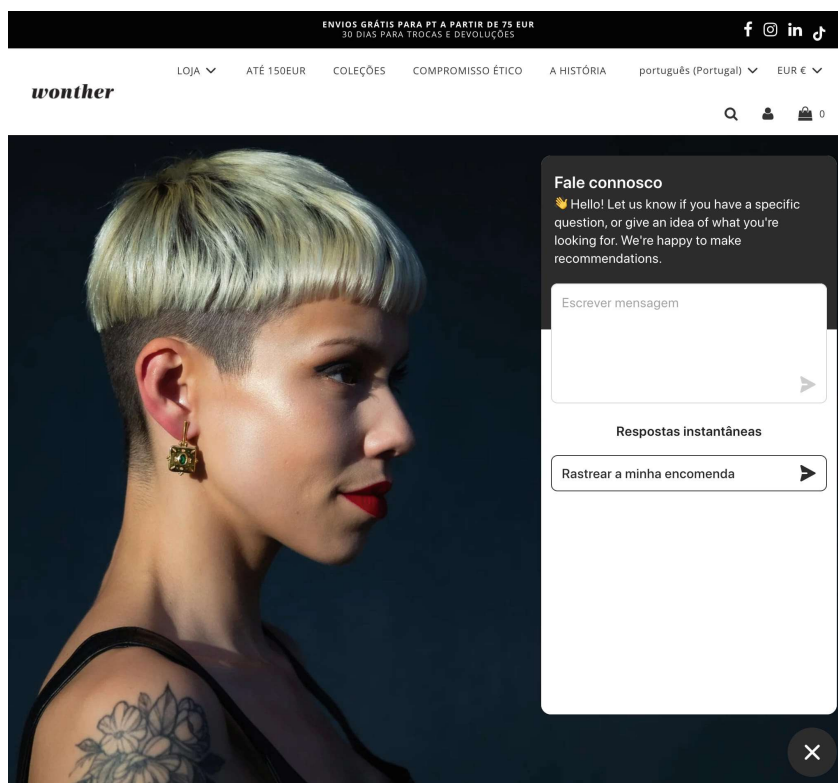 ENVIOS GRÁTIS PARA PT A PARTIR DE 75 EUR
30 DIAS PARA TROCAS E DEVOLUÇÕES
LOJA
ATÉ 150EUR
COLEÇÕES
COMPROMISSO ÉTICO
A HISTÓRIA
português (Portugal)
EUR €
wonther
0
Fale connosco
👋 Hello! Let us know if you have a specific
question, or give an idea of what you're
looking for. We're happy to make
recommendations.
Escrever mensagem
Respostas instantâneas
Rastrear a minha encomenda